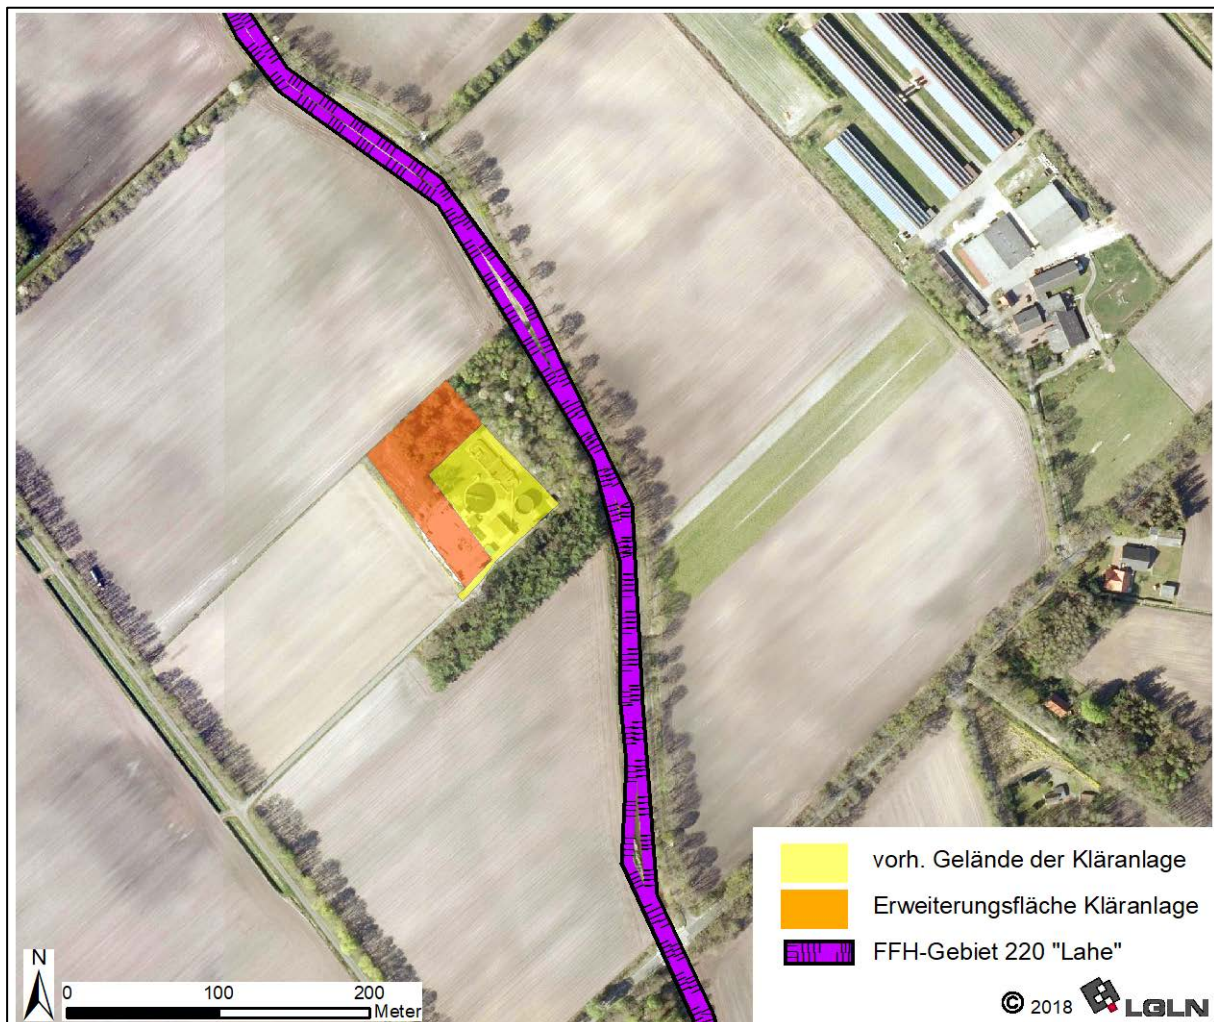 vorh. Gelände der Kläranlage
Erweiterungsfläche Kläranlage
FFH-Gebiet 220 "Lahe"
N
0 100 200
Meter
© 2018 LGLN